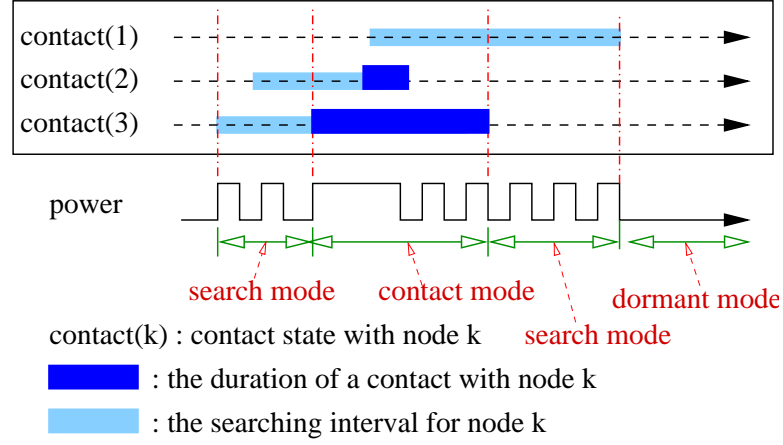 contact(1)
contact(2)
contact(3)
power
search mode
contact mode
dormant mode
search mode
contact(k) : contact state with node k
: the duration of a contact with node k
: the searching interval for node k